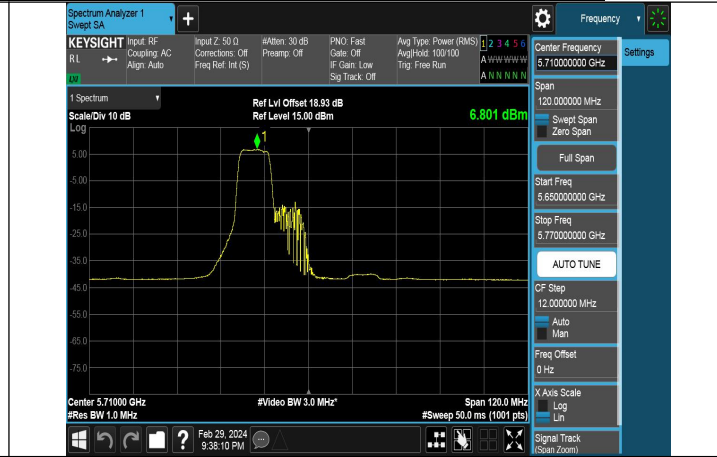 Spectrum Analyzer 1
Swept SA
Frequency
KEYSIGHT
RL
LXI
Input: RF
Coupling: AC
Align: Auto
Input Z: 50 Ω
Corrections: Off
Freq Ref: Int (S)
#Atten: 30 dB
Preamp: Off
PNO: Fast
Gate: Off
IF Gain: Low
Sig Track: Off
Avg Type: Power (RMS)
Avg|Hold: 100/100
Trig: Free Run
1 2 3 4 5 6
A W W W W W
A N N N N N
1 Spectrum
Scale/Div 10 dB
Ref Lvl Offset 18.93 dB
Ref Level 15.00 dBm
6.801 dBm
Log
1
5.00
-5.00
-15.0
-25.0
-35.0
-45.0
-55.0
-65.0
-75.0
Center 5.71000 GHz
#Res BW 1.0 MHz
#Video BW 3.0 MHz*
Span 120.0 MHz
#Sweep 50.0 ms (1001 pts)
Feb 29, 2024
9:38:10 PM
Center Frequency
5.710000000 GHz
Settings
Span
120.000000 MHz
Swept Span
Zero Span
Full Span
Start Freq
5.650000000 GHz
Stop Freq
5.770000000 GHz
AUTO TUNE
CF Step
12.000000 MHz
Auto
Man
Freq Offset
0 Hz
X Axis Scale
Log
Lin
Signal Track
(Span Zoom)